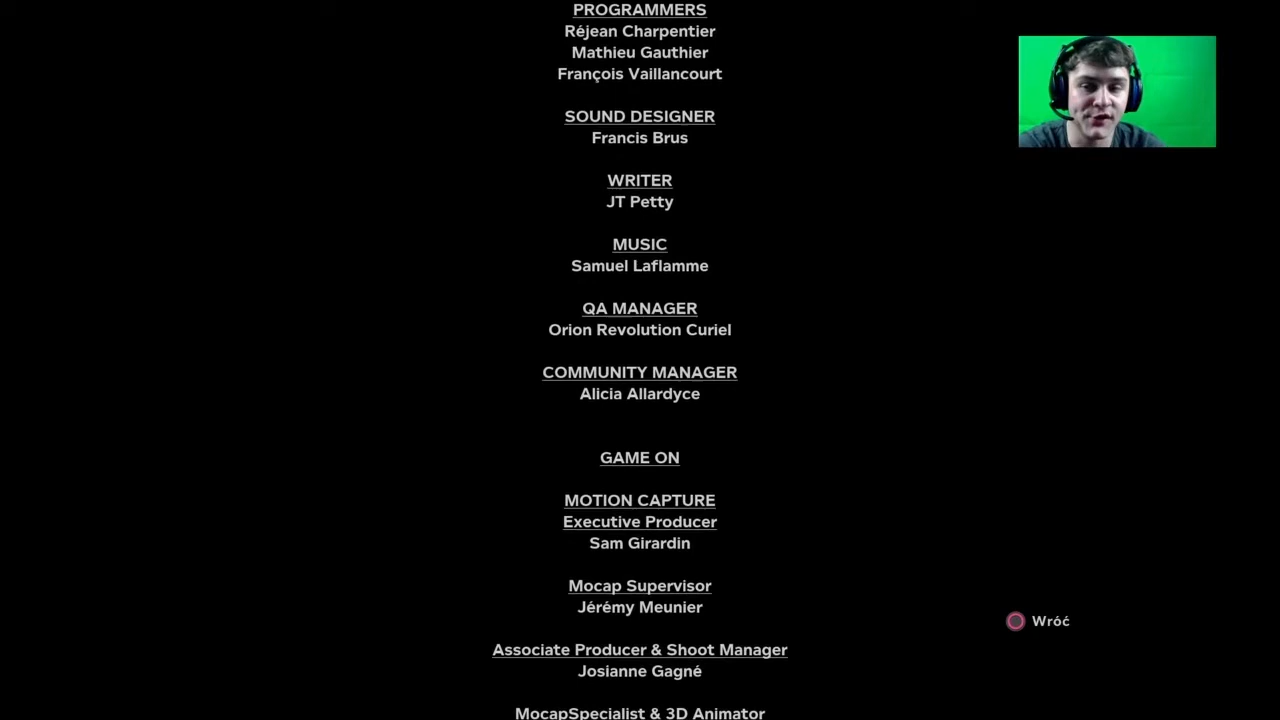 PROGRAMMERS
Réjean Charpentier
Mathieu Gauthier
François Vaillancourt
SOUND DESIGNER
Francis Brus
WRITER
JT Petty
MUSIC
Samuel Laflamme
QA MANAGER
Orion Revolution Curiel
COMMUNITY MANAGER
Alicia Allardyce
GAME ON
MOTION CAPTURE
Executive Producer
Sam Girardin
Mocap Supervisor
Jérémy Meunier
Associate Producer & Shoot Manager
Josianne Gagné
MocapSpecialist & 3D Animator
Wróć